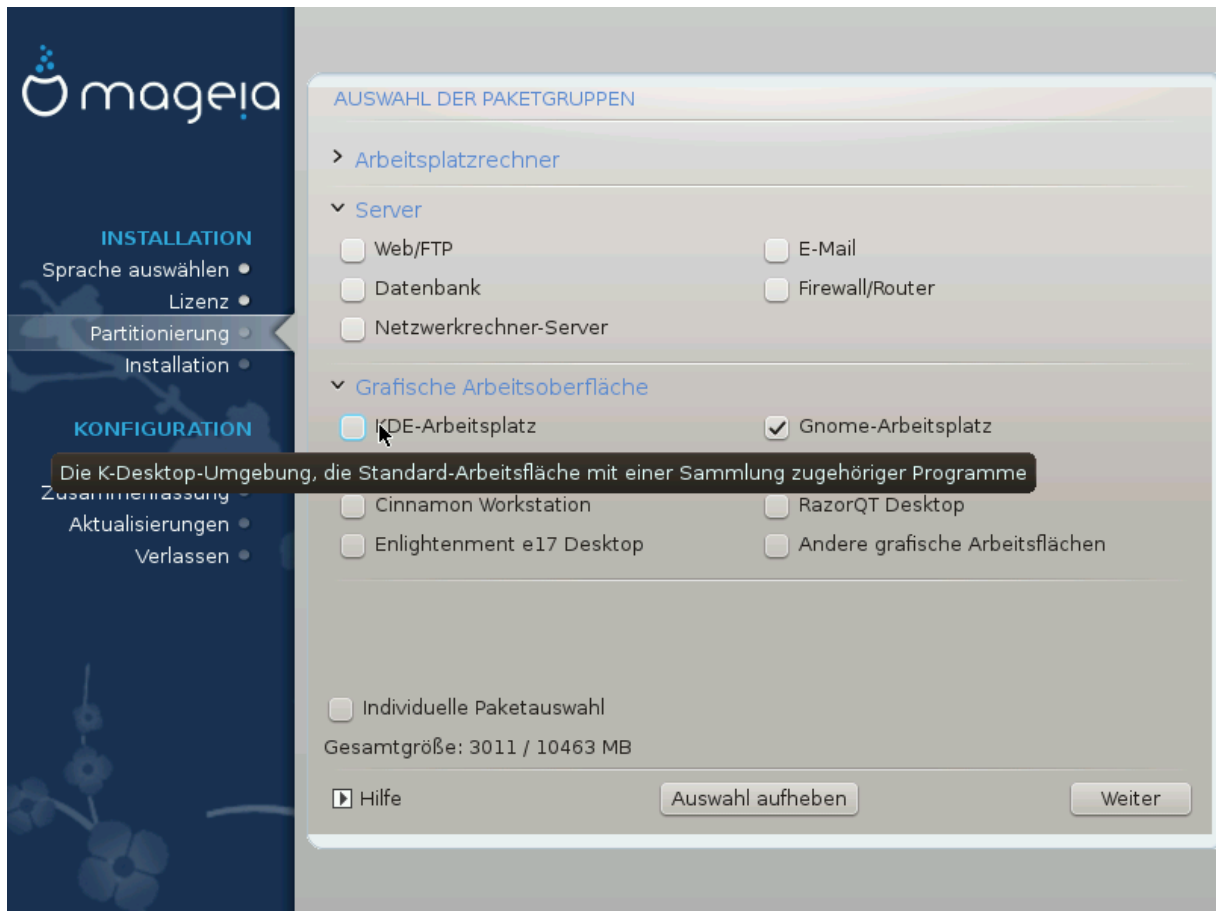 mageia
INSTALLATION
Sprache auswählen
Lizenz
Partitionierung
Installation
KONFIGURATION
Zusammenfassung
Aktualisierungen
Verlassen
AUSWAHL DER PAKETGRUPPEN
Arbeitsplatzrechner
Server
Web/FTP
E-Mail
Datenbank
Firewall/Router
Netzwerkrechner-Server
Grafische Arbeitsoberfläche
KDE-Arbeitsplatz
Gnome-Arbeitsplatz
Die K-Desktop-Umgebung, die Standard-Arbeitsfläche mit einer Sammlung zugehöriger Programme
Cinnamon Workstation
RazorQT Desktop
Enlightenment e17 Desktop
Andere grafische Arbeitsflächen
Individuelle Paketauswahl
Gesamtgröße: 3011 / 10463 MB
Hilfe
Auswahl aufheben
Weiter